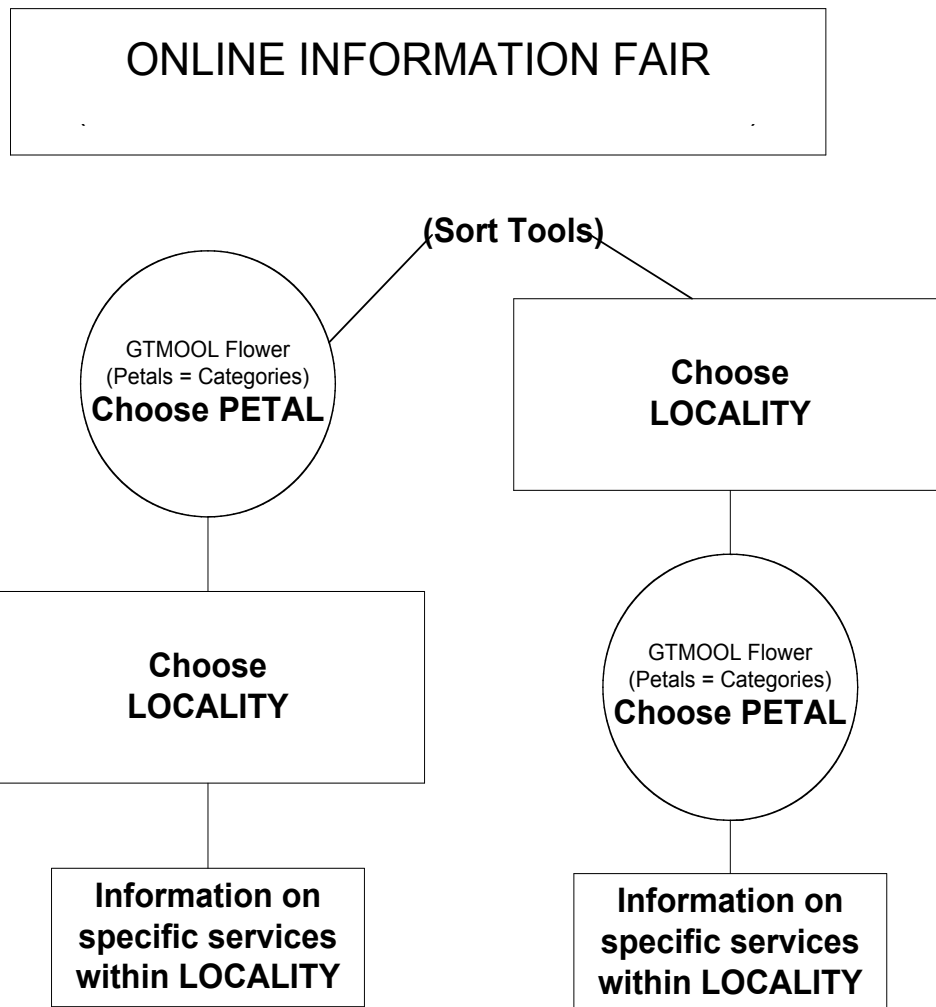 ONLINE INFORMATION FAIR
(Sort Tools)
GTMOOL Flower
(Petals = Categories)
Choose PETAL
Choose
LOCALITY
Information on
specific services
within LOCALITY
Choose
LOCALITY
GTMOOL Flower
(Petals = Categories)
Choose PETAL
Information on
specific services
within LOCALITY